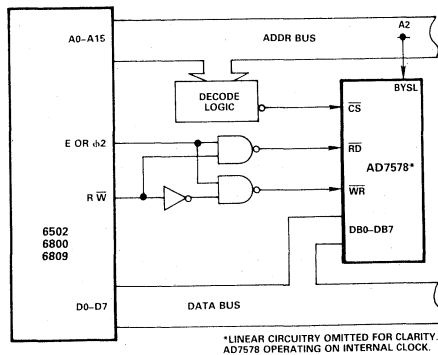 A0–A15
ADDR BUS
A2
BYSL
DECODE
LOGIC
CS
E OR ϕ2
RD
AD7578*
R W
WR
6502
6800
6809
DB0–DB7
D0–D7
DATA BUS
*LINEAR CIRCUITRY OMITTED FOR CLARITY.
AD7578 OPERATING ON INTERNAL CLOCK.